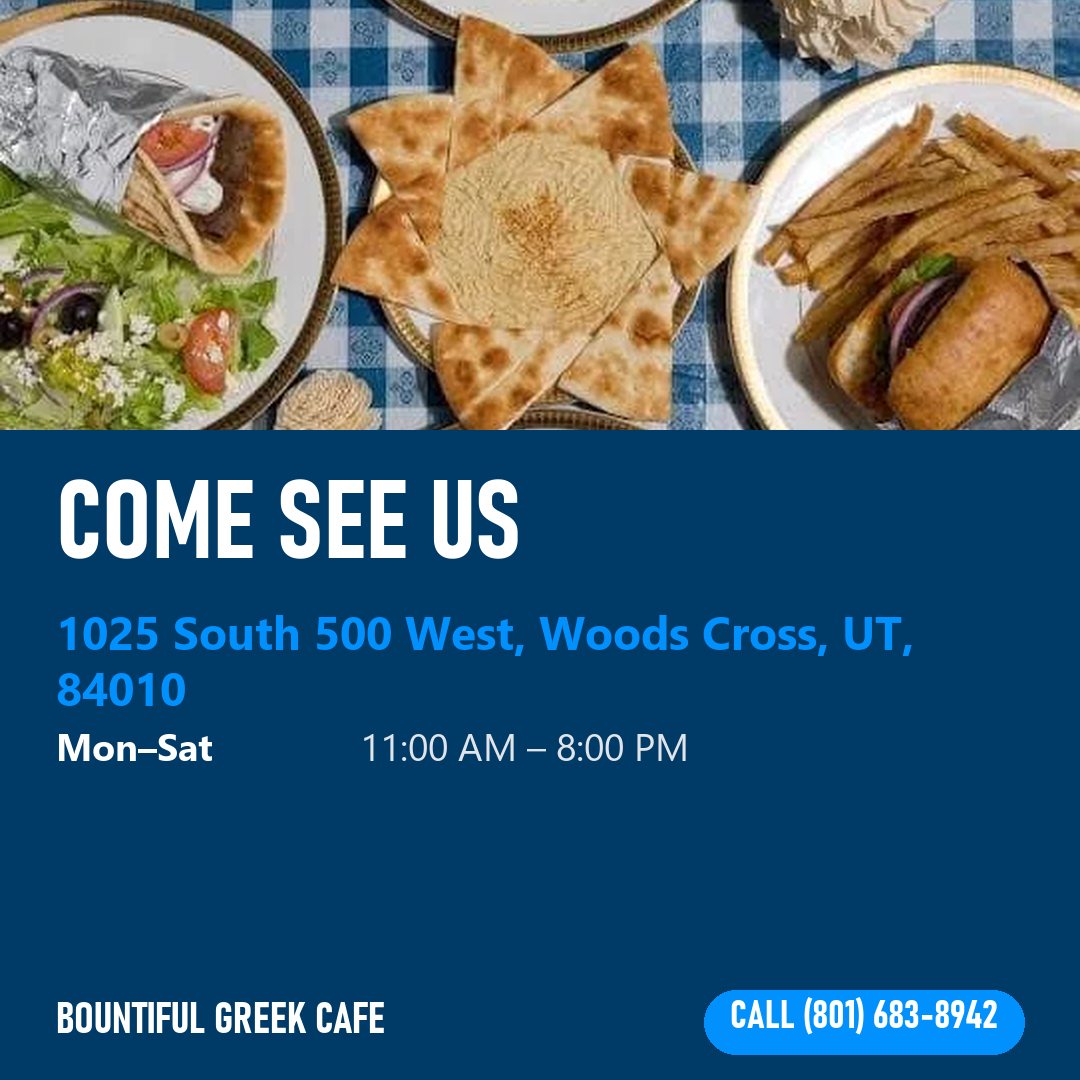 COME SEE US
1025 South 500 West, Woods Cross, UT,
84010
Mon–Sat 11:00 AM – 8:00 PM
BOUNTIFUL GREEK CAFE
CALL (801) 683-8942